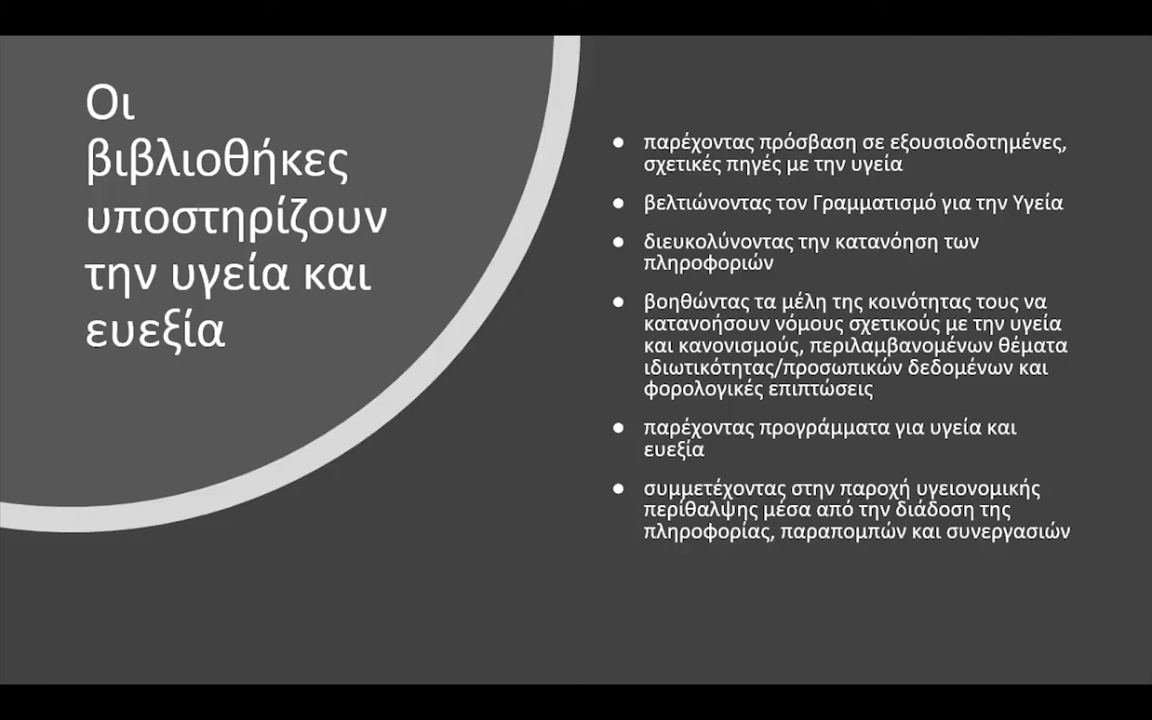 Οι
βιβλιοθήκες
υποστηρίζουν
την υγεία και
ευεξία
● παρέχοντας πρόσβαση σε εξουσιοδοτημένες,
σχετικές πηγές με την υγεία
● βελτιώνοντας τον Γραμματισμό για την Υγεία
● διευκολύνοντας την κατανόηση των
πληροφοριών
● βοηθώντας τα μέλη της κοινότητας τους να
κατανοήσουν νόμους σχετικούς με την υγεία
και κανονισμούς, περιλαμβανομένων θέματα
ιδιωτικότητας/προσωπικών δεδομένων και
φορολογικές επιπτώσεις
● παρέχοντας προγράμματα για υγεία και
ευεξία
● συμμετέχοντας στην παροχή υγειονομικής
περίθαλψης μέσα από την διάδοση της
πληροφορίας, παραπομπών και συνεργασιών